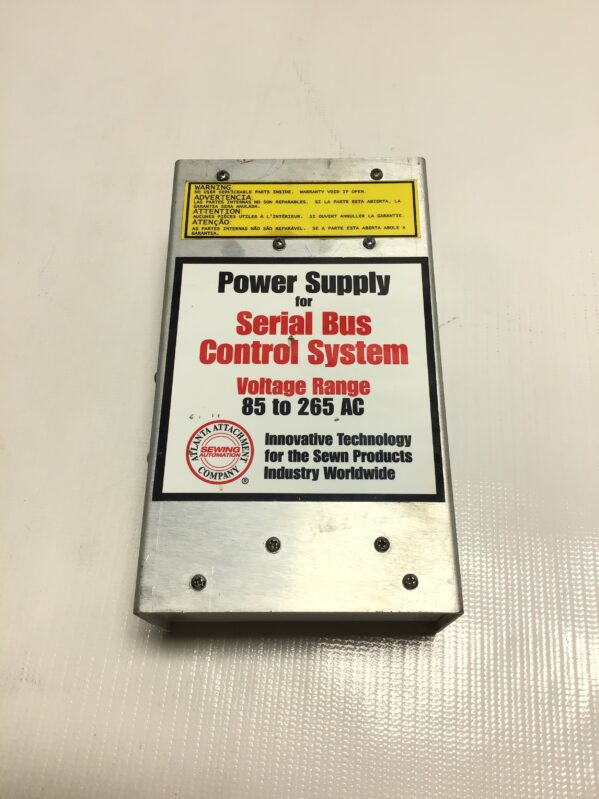 WARNING:
NO USER SERVICEABLE PARTS INSIDE. WARRANTY VOID IF OPEN.
ADVERTENCIA:
LAS PARTES INTERNAS NO SON REPARABLES. SI LA PARTE ESTA ABIERTA, LA
GARANTIA SERA ANULADA.
ATTENTION:
AUCUNES PIÈCES UTILES À L'INTÉRIEUR. SI OUVERT ANNULLER LA GARANTIE.
ATENÇÃO:
AS PARTES INTERNAS NÃO SÃO REPARÁVEL. SE A PARTE ESTA ABERTA ABOLE A
GARANTIA.
Power Supply
for
Serial Bus
Control System
Voltage Range
85 to 265 AC
ATLANTA ATTACHMENT
SEWING
AUTOMATION
COMPANY
®
Innovative Technology
for the Sewn Products
Industry Worldwide